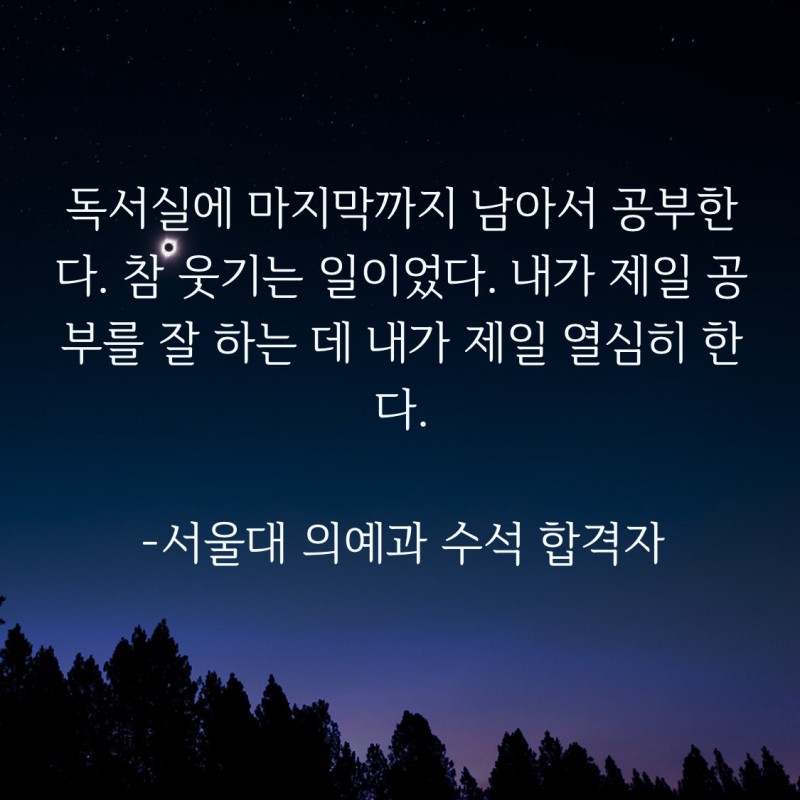 독서실에 마지막까지 남아서 공부한
다. 참 웃기는 일이었다. 내가 제일 공
부를 잘 하는 데 내가 제일 열심히 한
다.
-서울대 의예과 수석 합격자